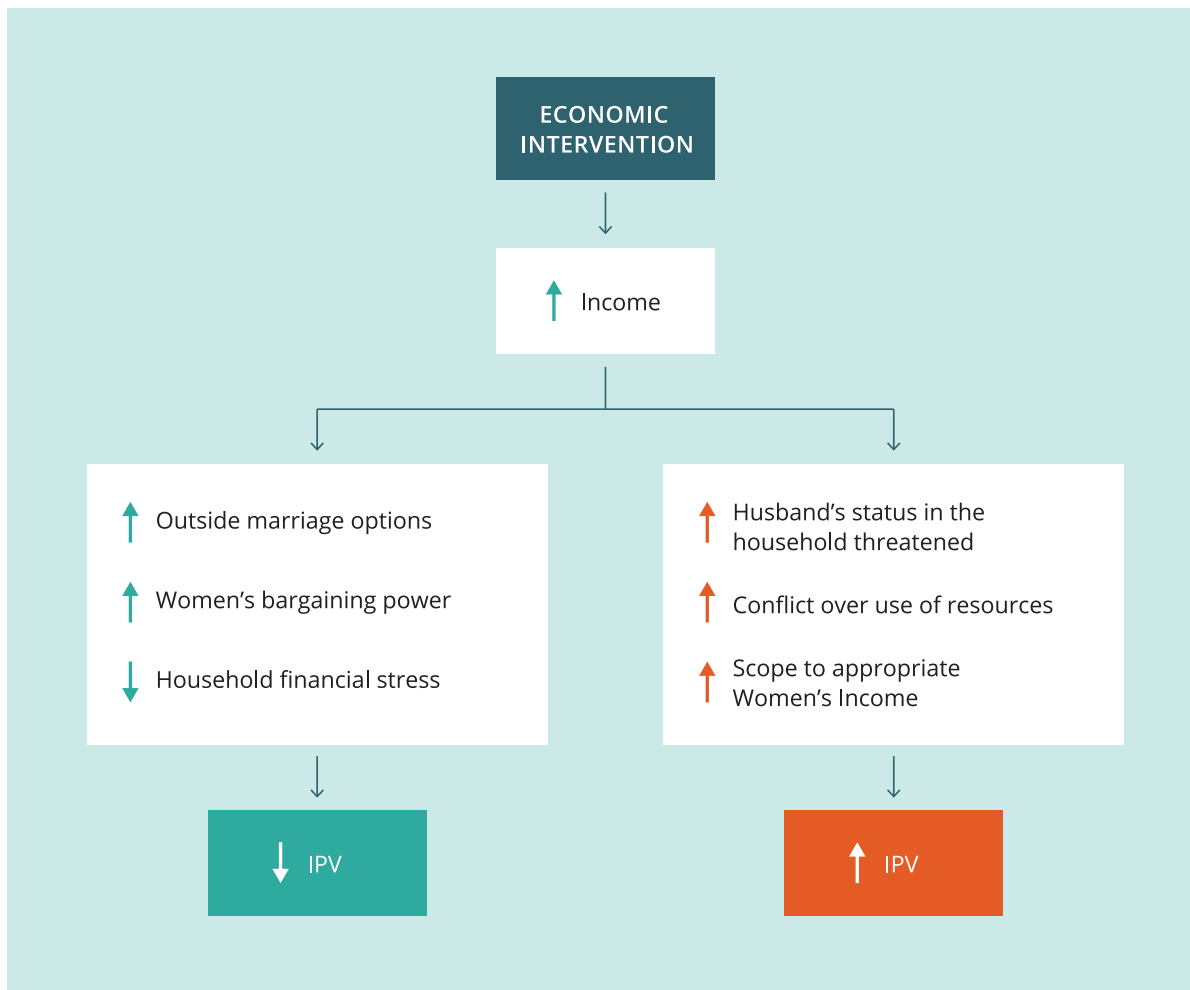 ECONOMIC
INTERVENTION
Income
Outside marriage options
Women’s bargaining power
Household financial stress
Husband’s status in the
household threatened
Conflict over use of resources
Scope to appropriate
Women’s Income
IPV
IPV